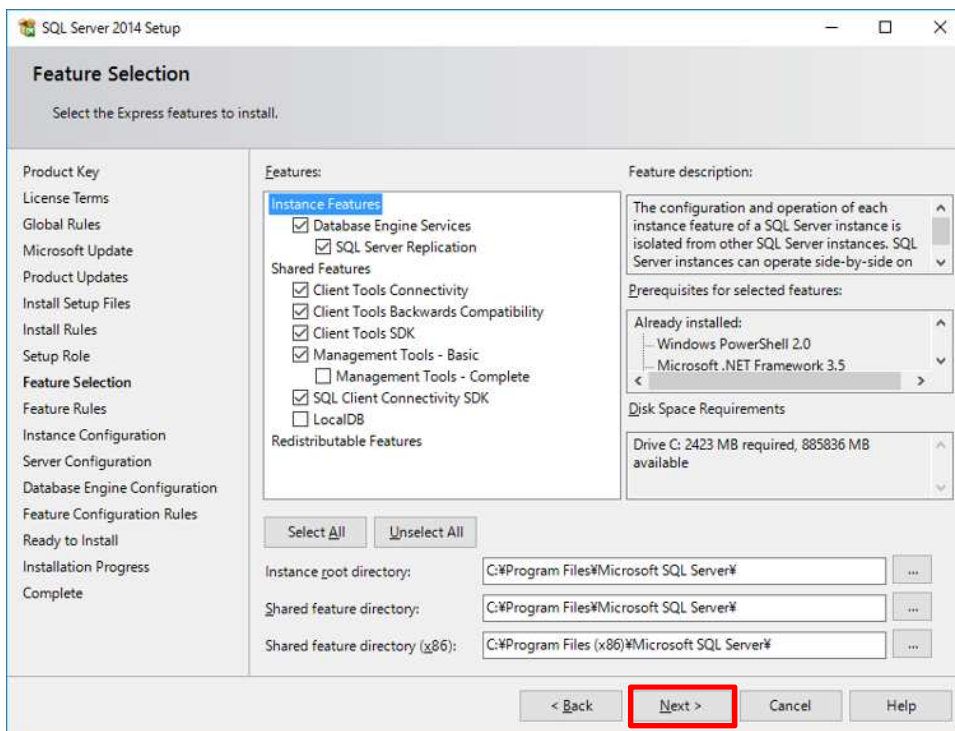 SQL Server 2014 Setup
Feature Selection
Select the Express features to install.
Product Key
License Terms
Global Rules
Microsoft Update
Product Updates
Install Setup Files
Install Rules
Setup Role
Feature Selection
Feature Rules
Instance Configuration
Server Configuration
Database Engine Configuration
Feature Configuration Rules
Ready to Install
Installation Progress
Complete
Features:
Instance Features
Database Engine Services
SQL Server Replication
Shared Features
Client Tools Connectivity
Client Tools Backwards Compatibility
Client Tools SDK
Management Tools - Basic
Management Tools - Complete
SQL Client Connectivity SDK
LocalDB
Redistributable Features
Feature description:
The configuration and operation of each
instance feature of a SQL Server instance is
isolated from other SQL Server instances. SQL
Server instances can operate side-by-side on
Prerequisites for selected features:
Already installed:
Windows PowerShell 2.0
Microsoft .NET Framework 3.5
Disk Space Requirements
Drive C: 2423 MB required, 885836 MB
available
Select All
Unselect All
Instance root directory:
C:¥Program Files¥Microsoft SQL Server¥
...
Shared feature directory:
C:¥Program Files¥Microsoft SQL Server¥
...
Shared feature directory (x86):
C:¥Program Files (x86)¥Microsoft SQL Server¥
...
< Back
Next >
Cancel
Help